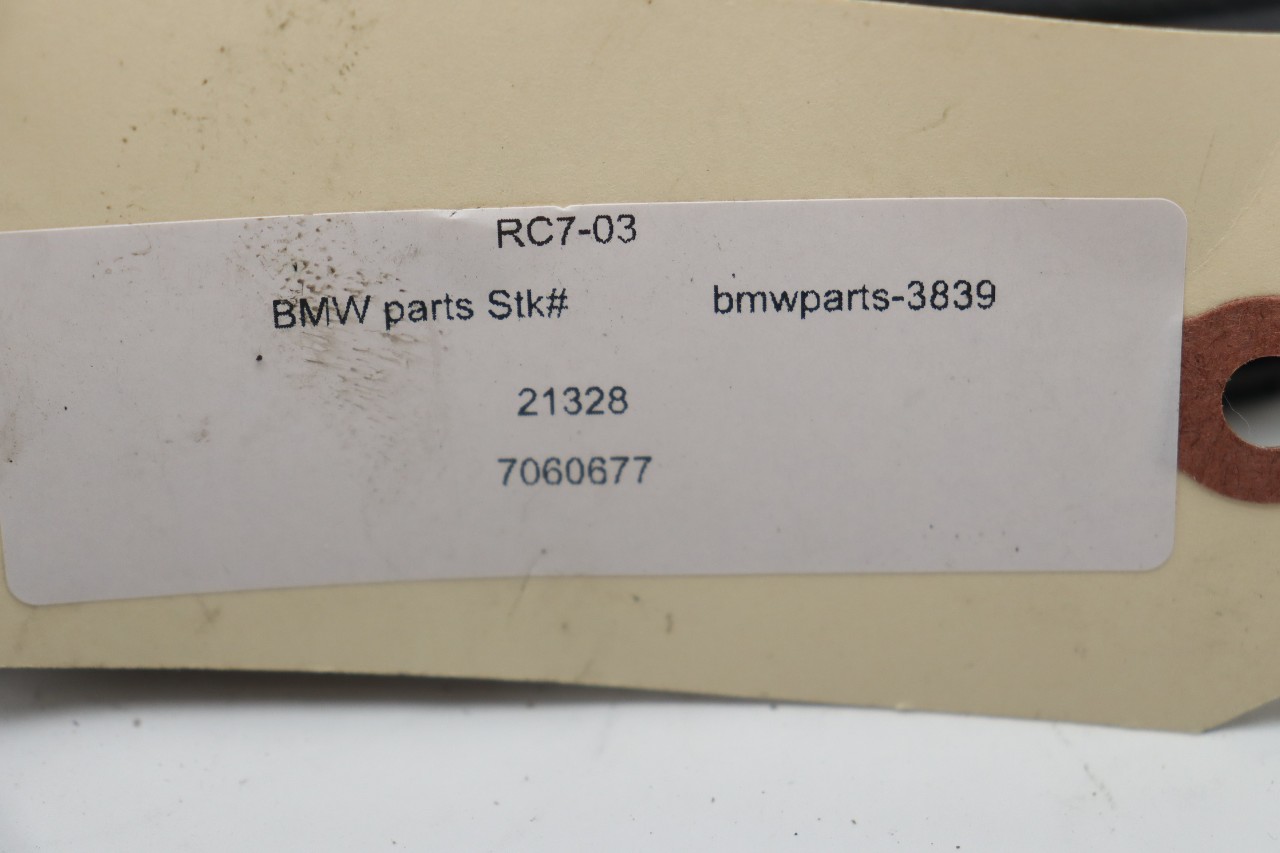 RC7-03
BMW parts Stk# bmwparts-3839
21328
7060677